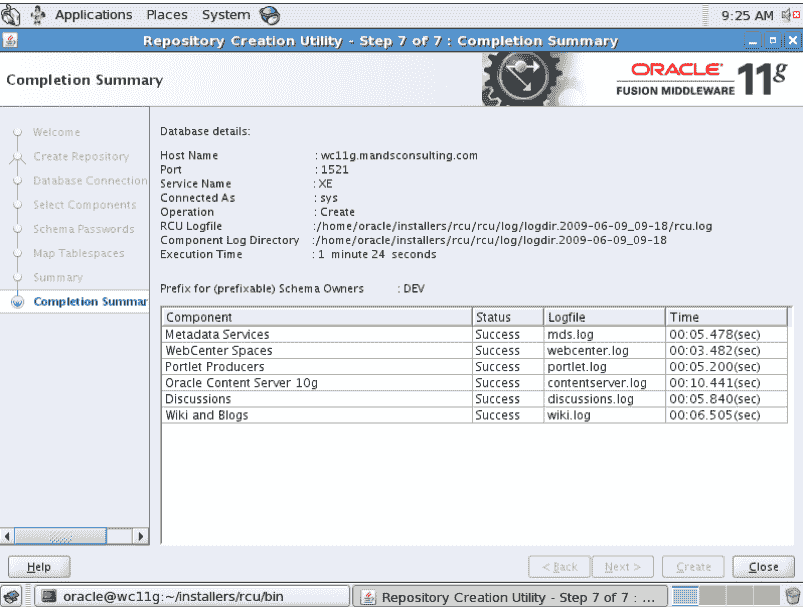 Applications Places System 9:25 AM
Repository Creation Utility - Step 7 of 7 : Completion Summary
Completion Summary
ORACLE
FUSION MIDDLEWARE 11g
Welcome
Create Repository
Database Connection
Select Components
Schema Passwords
Map Tablespaces
Summary
Completion Summar
Database details:
Host Name : wc11g.mandsconsulting.com
Port : 1521
Service Name : XE
Connected As : sys
Operation : Create
RCU Logfile :/home/oracle/installers/rcu/rcu/log/logdir.2009-06-09_09-18/rcu.log
Component Log Directory :/home/oracle/installers/rcu/rcu/log/logdir.2009-06-09_09-18
Execution Time : 1 minute 24 seconds
Prefix for (prefixable) Schema Owners : DEV
Component Status Logfile Time
Metadata Services Success mds.log 00:05.478(sec)
WebCenter Spaces Success webcenter.log 00:03.482(sec)
Portlet Producers Success portlet.log 00:05.200(sec)
Oracle Content Server 10g Success contentserver.log 00:10.441(sec)
Discussions Success discussions.log 00:05.840(sec)
Wiki and Blogs Success wiki.log 00:06.505(sec)
Help < Back Next > Create Close
oracle@wc11g:~/installers/rcu/bin Repository Creation Utility - Step 7 of 7 : ...